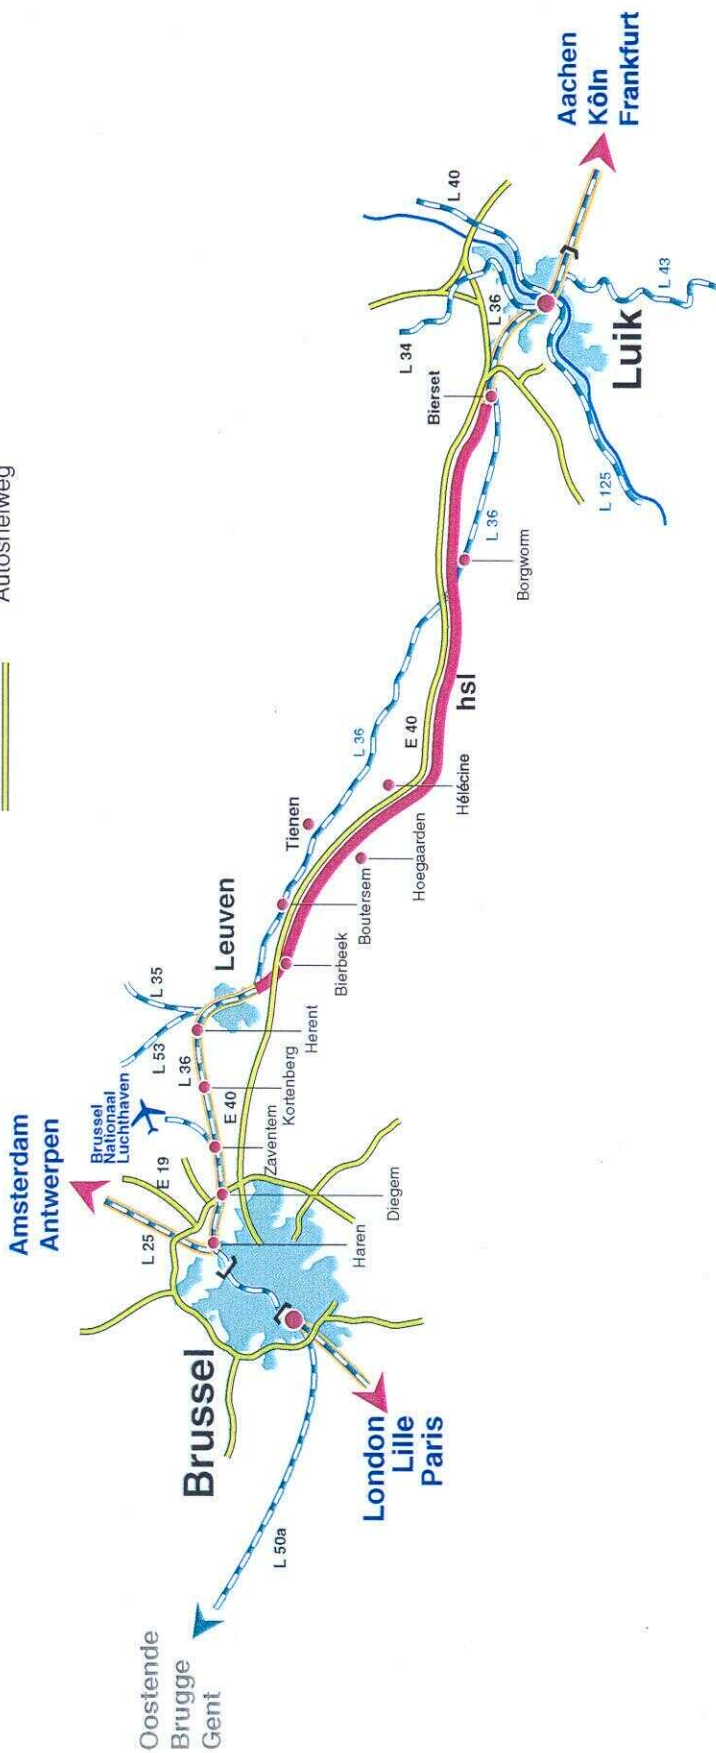 Autosnelweg
Amsterdam
Antwerpen
Brussel
Nationaal
Luchthaven
L 25
E 19
L 53
L 35
L 36
E 40
Leuven
Tienen
L 36
E 40
hsl
L 36
L 34
L 36
L 40
L 43
L 125
Bierset
Luik
Aachen
Kôln
Frankfurt
Oostende
Brugge
Gent
L 50a
Brussel
London
Lille
Paris
Haren
Diegem
Zaventem
Kortenberg
Herent
Bierbeek
Boutersem
Hoegaarden
Hélécine
Borgworm